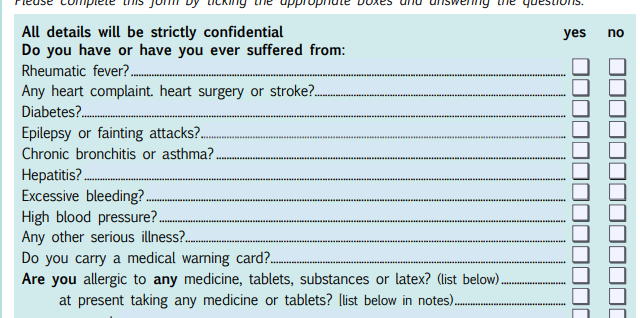 Please complete this form by ticking the appropriate boxes and answering the questions.
All details will be strictly confidential yes no
Do you have or have you ever suffered from:
Rheumatic fever?
Any heart complaint. heart surgery or stroke?
Diabetes?
Epilepsy or fainting attacks?
Chronic bronchitis or asthma?
Hepatitis?
Excessive bleeding?
High blood pressure?
Any other serious illness?
Do you carry a medical warning card?
Are you allergic to any medicine, tablets, substances or latex? (list below)
at present taking any medicine or tablets? [list below in notes)